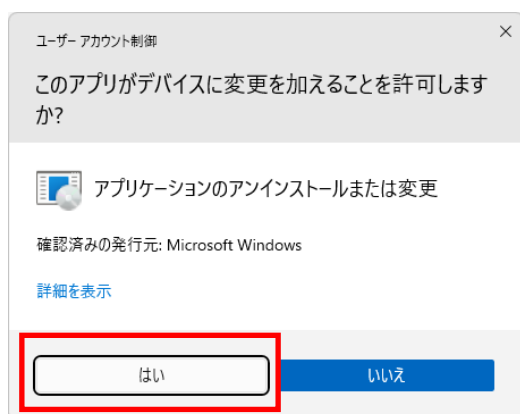 ユーザー アカウント制御
このアプリがデバイスに変更を加えることを許可します
か?
アプリケーションのアンインストールまたは変更
確認済みの発行元: Microsoft Windows
詳細を表示
はい
いいえ